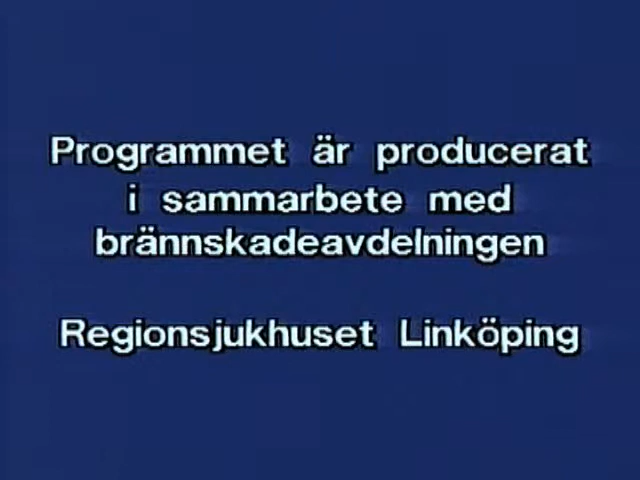 Programmet är producerat
i sammarbete med
brännskadeavdelningen
Regionsjukhuset Linköping